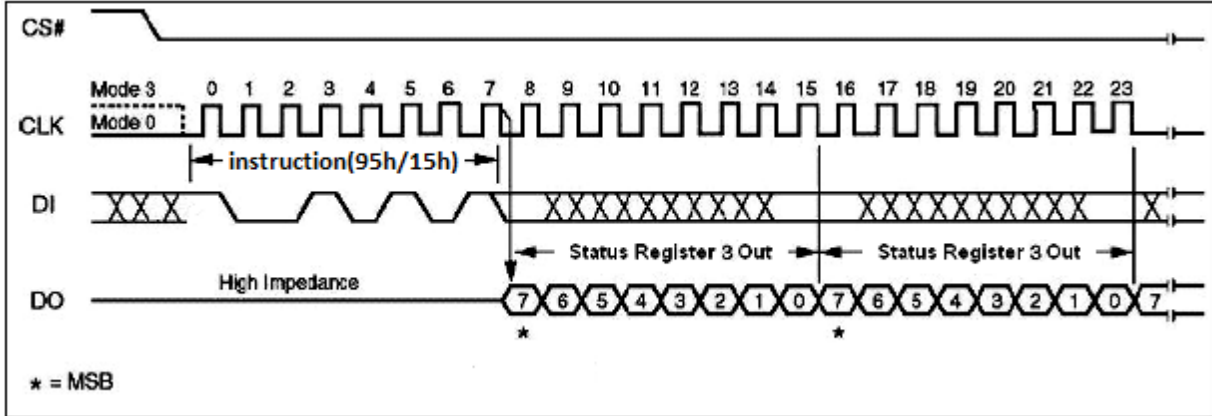 CS#
Mode 3
0 1 2 3 4 5 6 7 8 9 10 11 12 13 14 15 16 17 18 19 20 21 22 23
CLK
Mode 0
instruction(95h/15h)
DI
Status Register 3 Out Status Register 3 Out
High Impedance
DO
7 6 5 4 3 2 1 0 7 6 5 4 3 2 1 0 7
* *
* = MSB